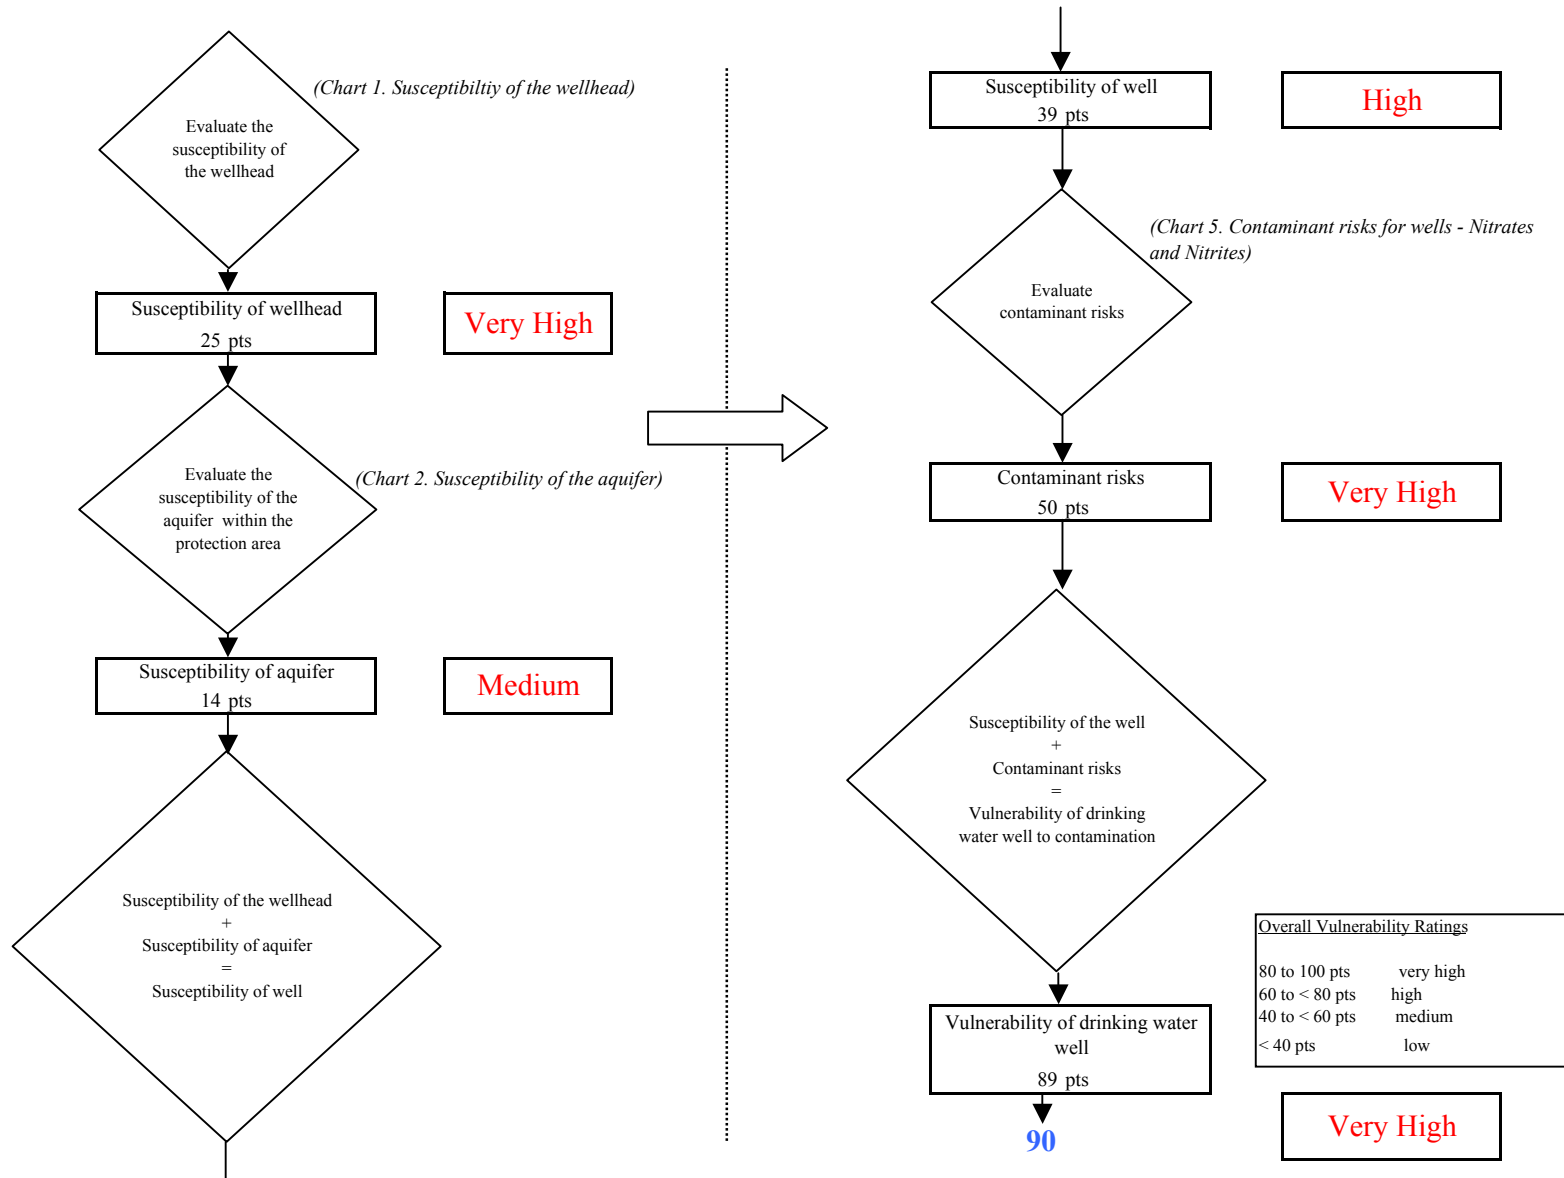 (Chart 1. Susceptibiltiy of the wellhead)
Evaluate the
susceptibility of
the wellhead
Susceptibility of wellhead
25 pts
Very High
Evaluate the
susceptibility of the
aquifer within the
protection area
(Chart 2. Susceptibility of the aquifer)
Susceptibility of aquifer
14 pts
Medium
Susceptibility of the wellhead
+
Susceptibility of aquifer
=
Susceptibility of well
Susceptibility of well
39 pts
High
(Chart 5. Contaminant risks for wells - Nitrates
and Nitrites)
Evaluate
contaminant risks
Contaminant risks
50 pts
Very High
Susceptibility of the well
+
Contaminant risks
=
Vulnerability of drinking
water well to contamination
Overall Vulnerability Ratings
80 to 100 pts very high
60 to < 80 pts high
40 to < 60 pts medium
< 40 pts low
Vulnerability of drinking water
well
89 pts
90
Very High